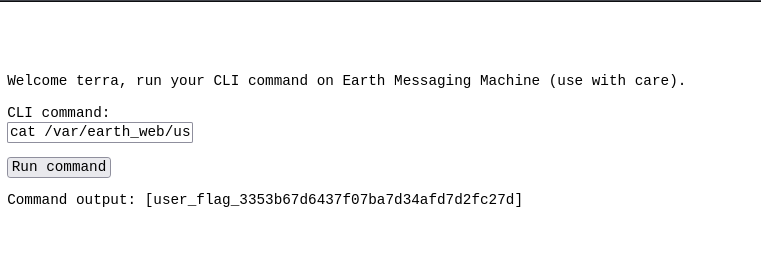 Welcome terra, run your CLI command on Earth Messaging Machine (use with care).
CLI command:
cat /var/earth_web/us
Run command
Command output: [user_flag_3353b67d6437f07ba7d34afd7d2fc27d]